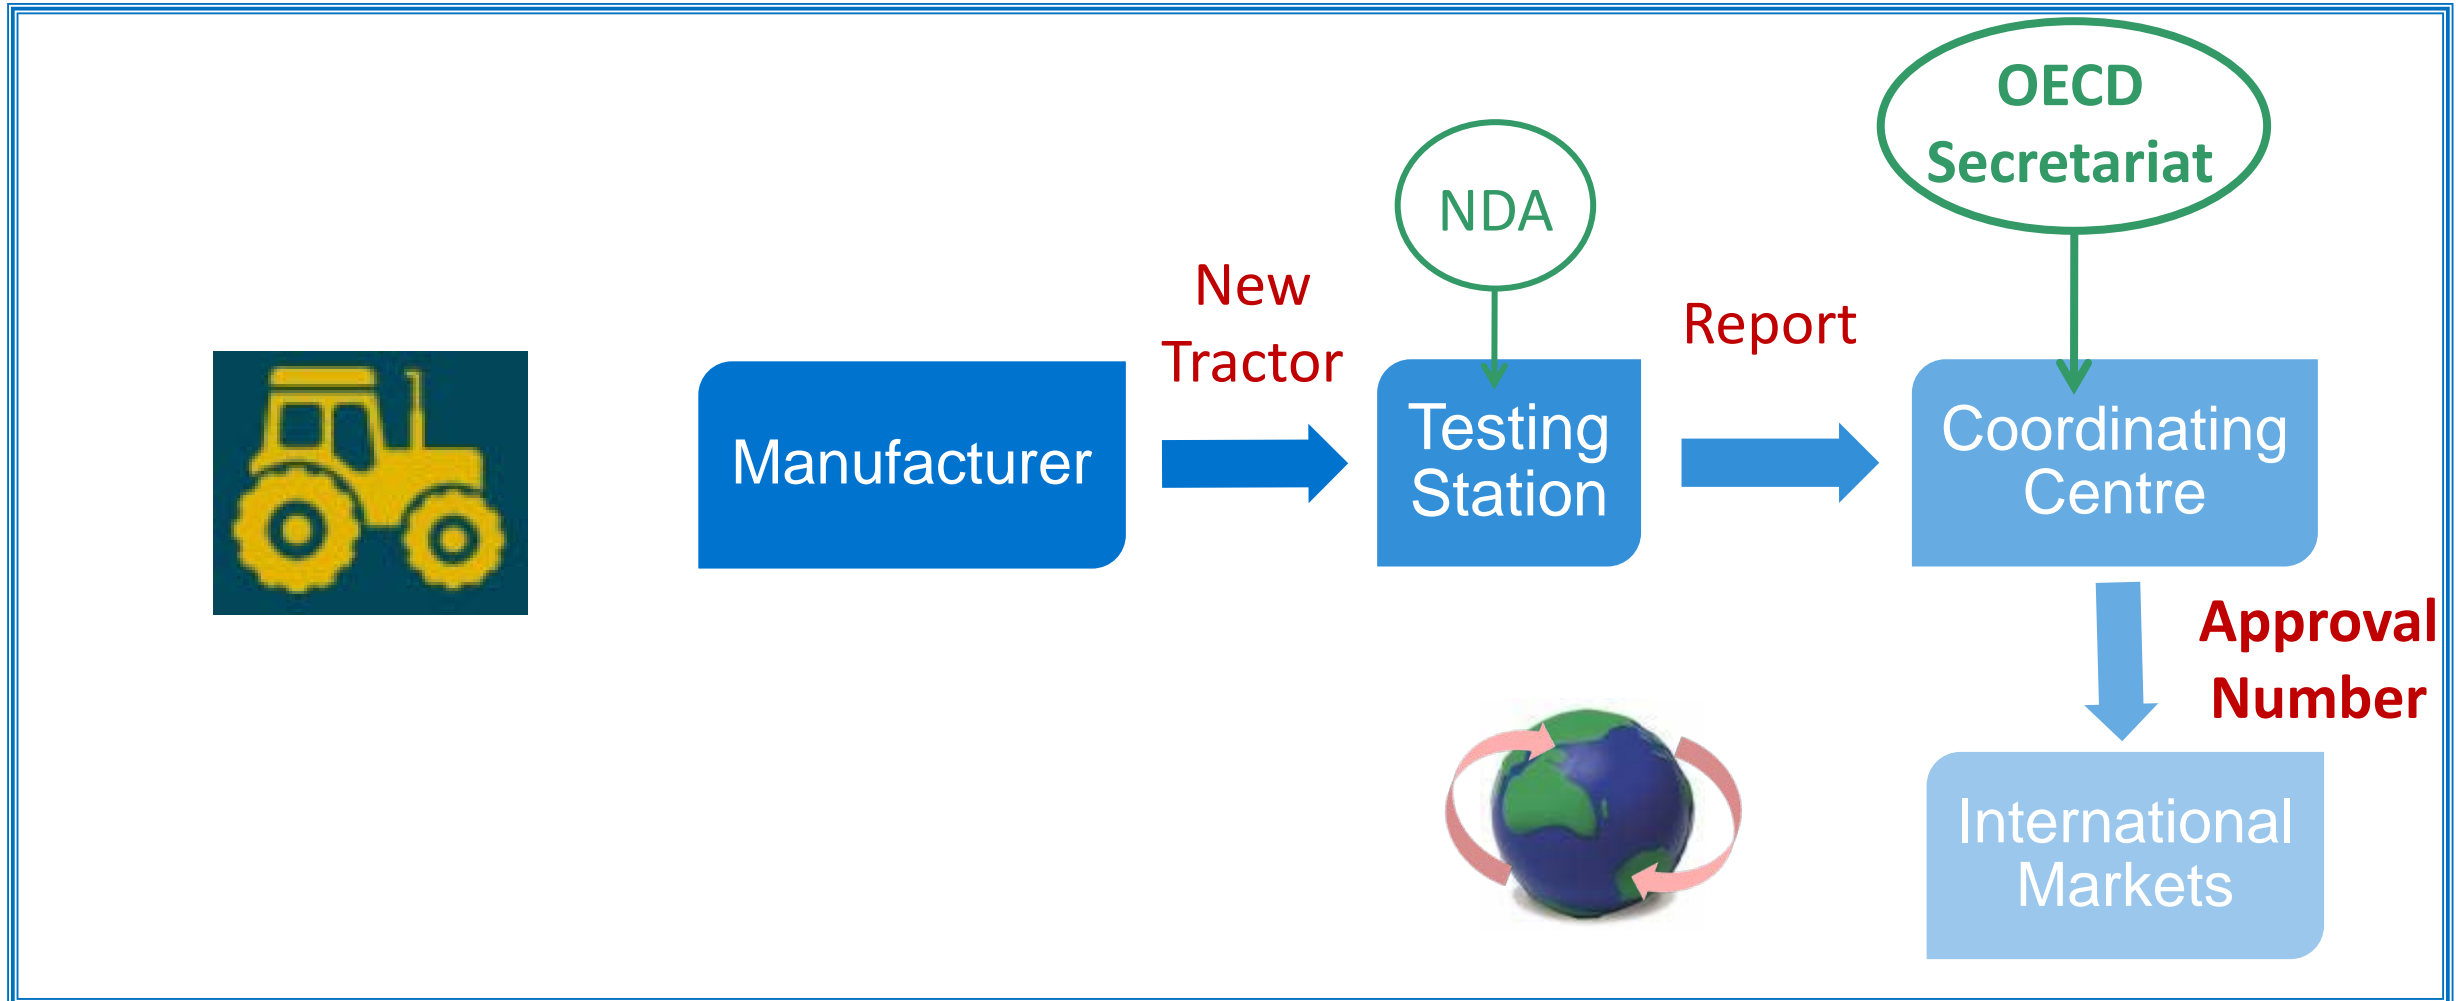 OECD
Secretariat
NDA
New
Tractor
Report
Manufacturer
Testing
Station
Coordinating
Centre
Approval
Number
International
Markets